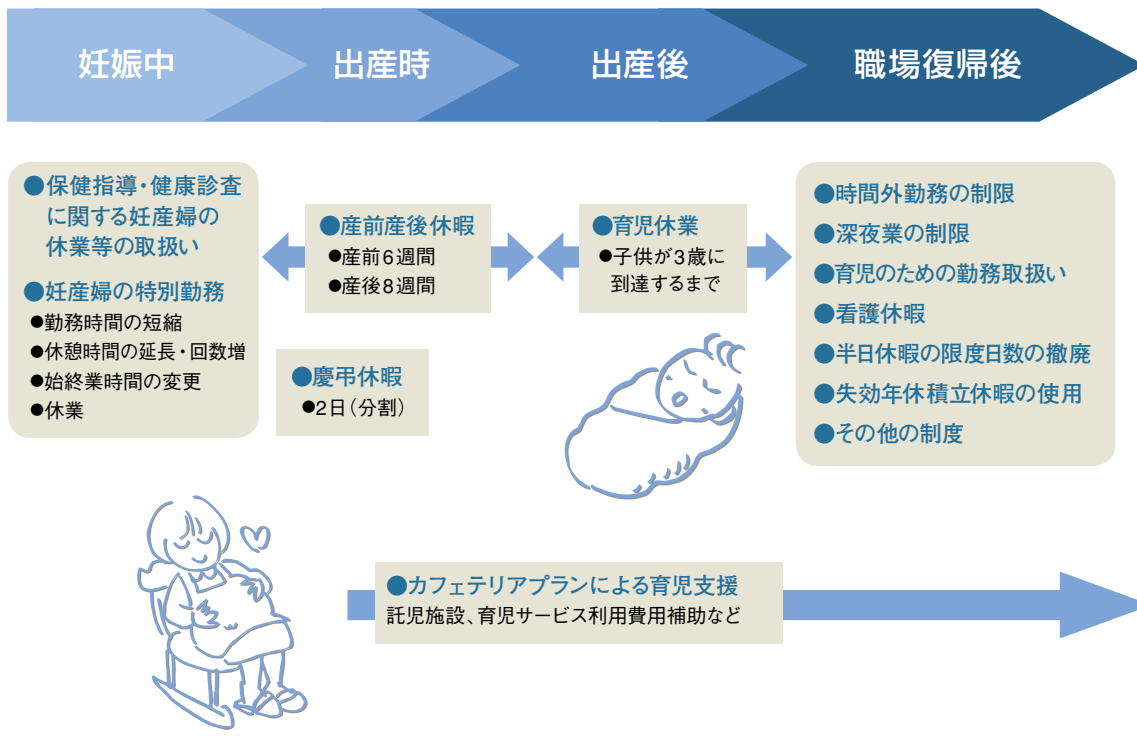 妊娠中
出産時
出産後
職場復帰後
●保健指導・健康診査
に関する妊産婦の
休業等の取扱い
●妊産婦の特別勤務
●勤務時間の短縮
●休憩時間の延長・回数増
●始終業時間の変更
●休業
●産前産後休暇
●産前6週間
●産後8週間
●慶弔休暇
●2日(分割)
●育児休業
●子供が3歳に
到達するまで
●時間外勤務の制限
●深夜業の制限
●育児のための勤務取扱い
●看護休暇
●半日休暇の限度日数の撤廃
●失効年休積立休暇の使用
●その他の制度
●カフェテリアプランによる育児支援
託児施設、育児サービス利用費用補助など